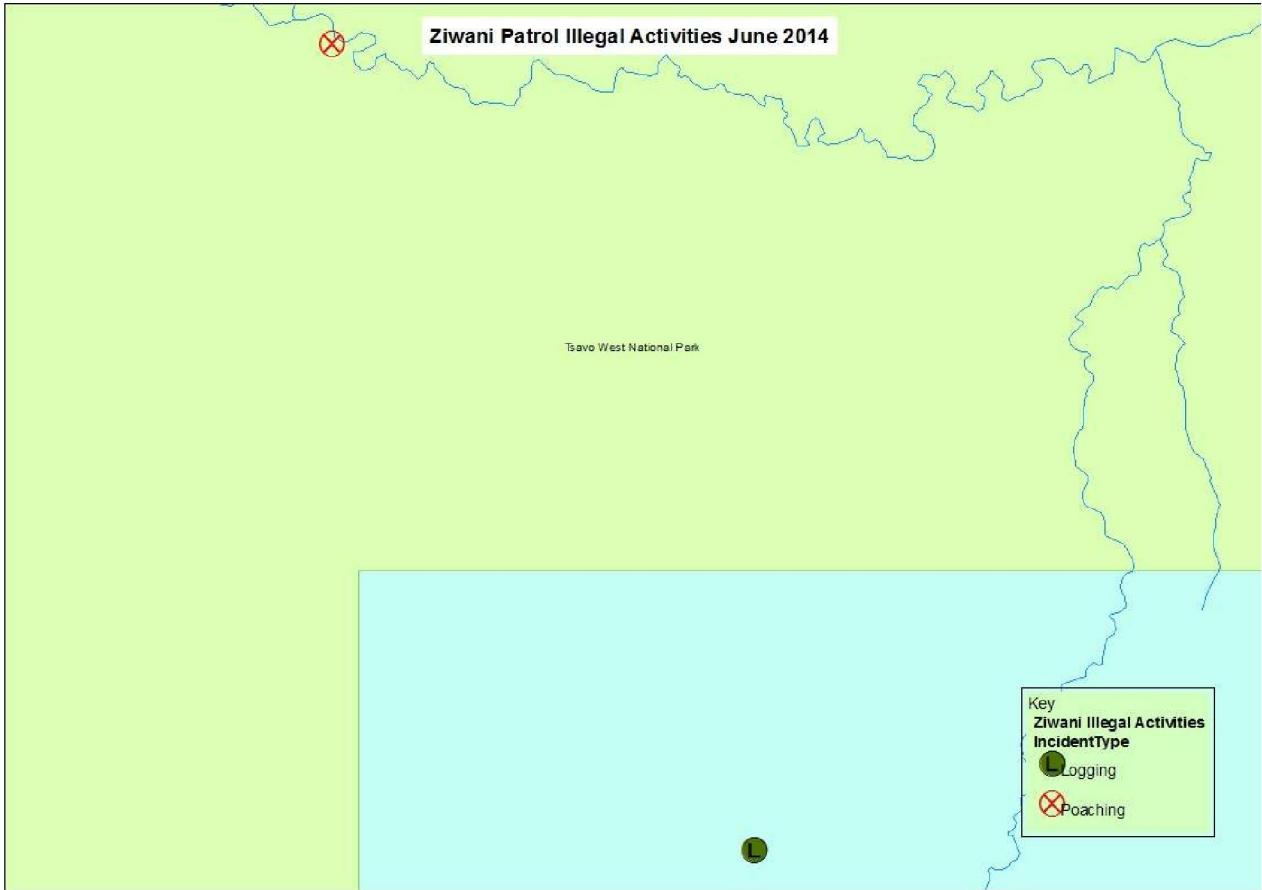 Ziwani Patrol Illegal Activities June 2014
Tsavo West National Park
Key
Ziwani Illegal Activities
IncidentType
L Logging
Poaching
L